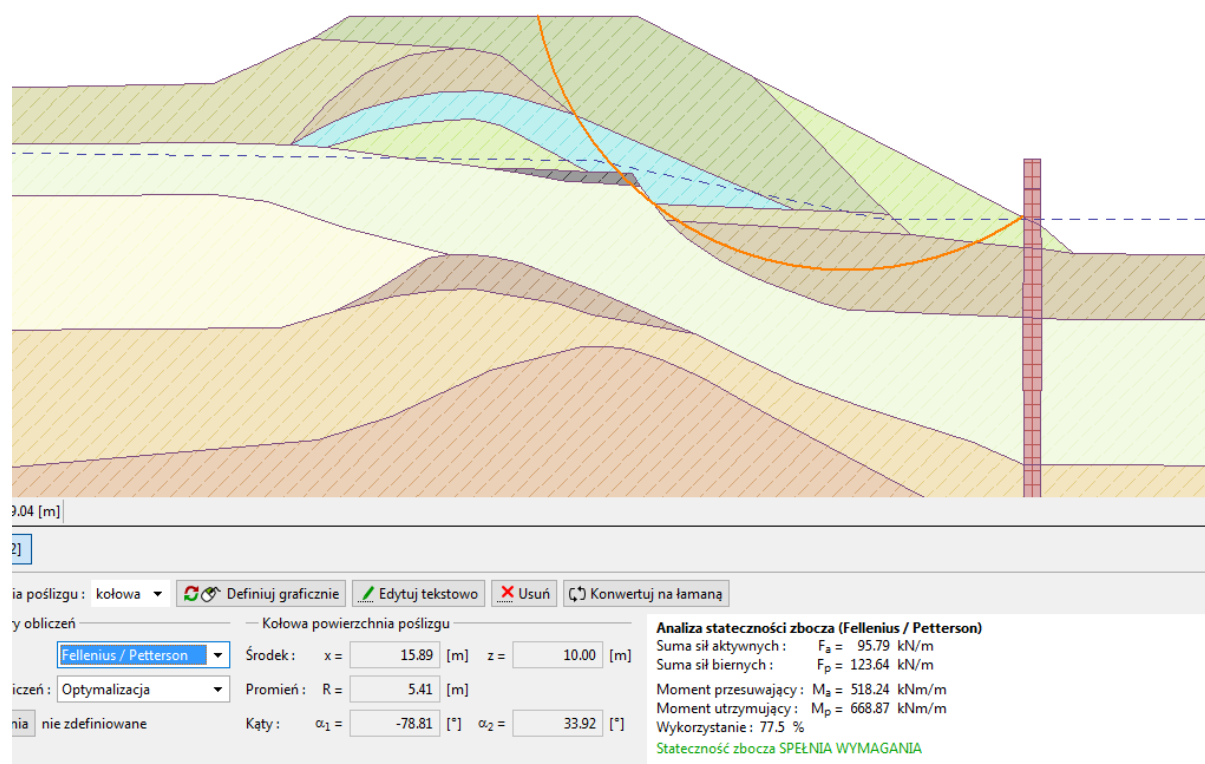 9.04 [m]
2]
ia poślizgu : kołowa Definiuj graficznie Edytuj tekstowo Usuń Konwertuj na łamaną
y obliczeń Kołowa powierzchnia poślizgu
Fellenius / Petterson Środek : x = 15.89 [m] z = 10.00 [m]
iczeń : Optymalizacja Promień : R = 5.41 [m]
nia nie zdefiniowane Kąty : α1 = -78.81 [°] α2 = 33.92 [°]
Analiza stateczności zbocza (Fellenius / Petterson)
Suma sił aktywnych : Fa = 95.79 kN/m
Suma sił biernych : Fp = 123.64 kN/m
Moment przesuwający : Ma = 518.24 kNm/m
Moment utrzymujący : Mp = 668.87 kNm/m
Wykorzystanie : 77.5 %
Stateczność zbocza SPEŁNIA WYMAGANIA